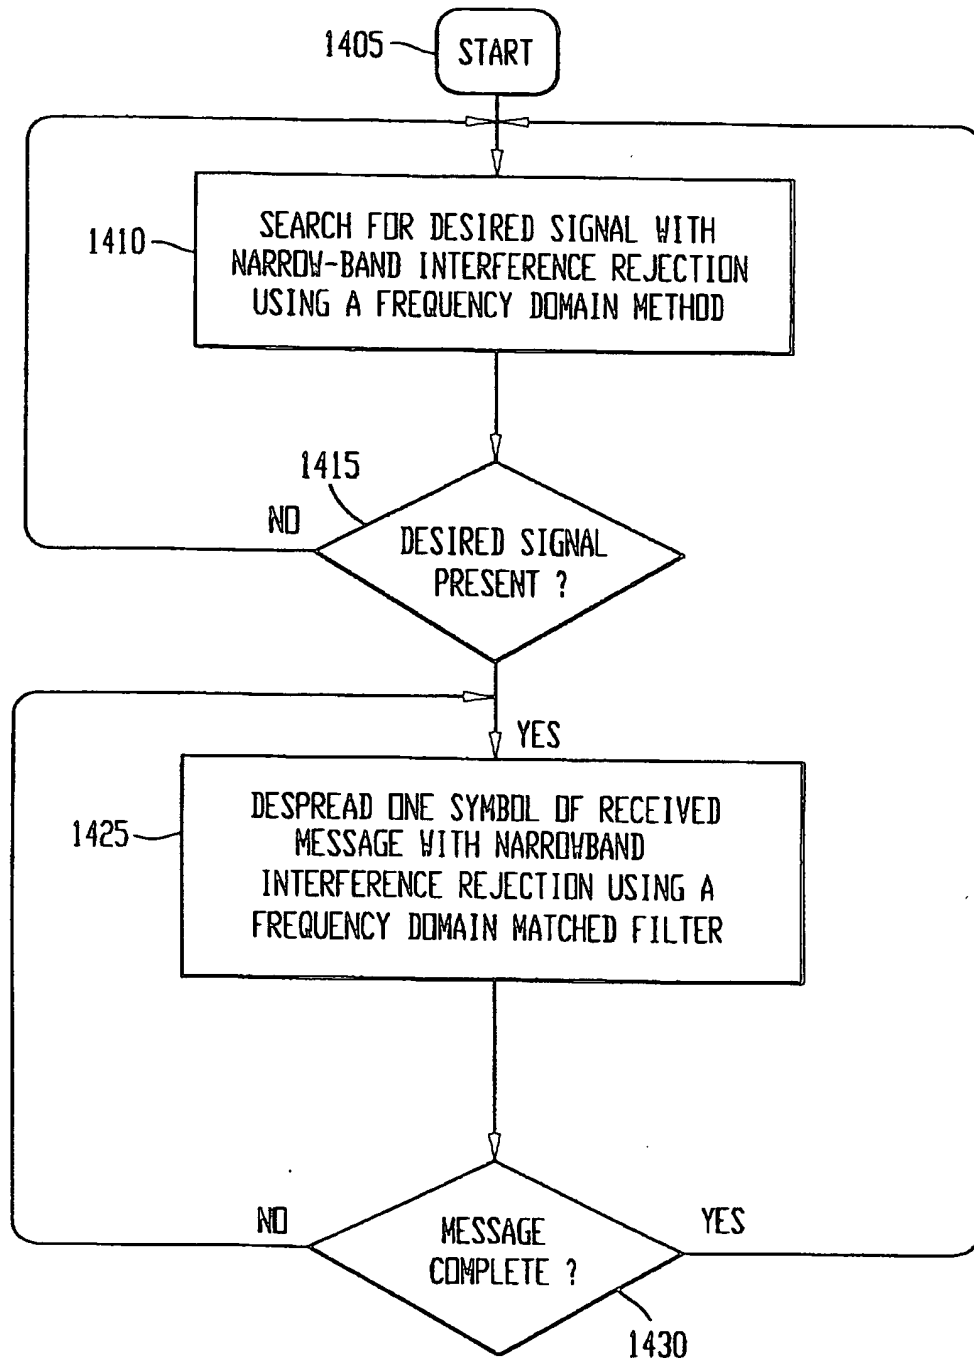 1405
START
1410
SEARCH FOR DESIRED SIGNAL WITH
NARROW-BAND INTERFERENCE REJECTION
USING A FREQUENCY DOMAIN METHOD
1415
NO
DESIRED SIGNAL
PRESENT ?
YES
1425
DESPREAD ONE SYMBOL OF RECEIVED
MESSAGE WITH NARROWBAND
INTERFERENCE REJECTION USING A
FREQUENCY DOMAIN MATCHED FILTER
NO
YES
MESSAGE
COMPLETE ?
1430